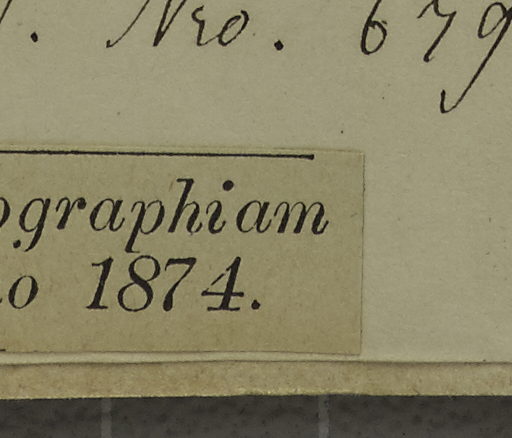 . Nro. 679
ographiam
o 1874.